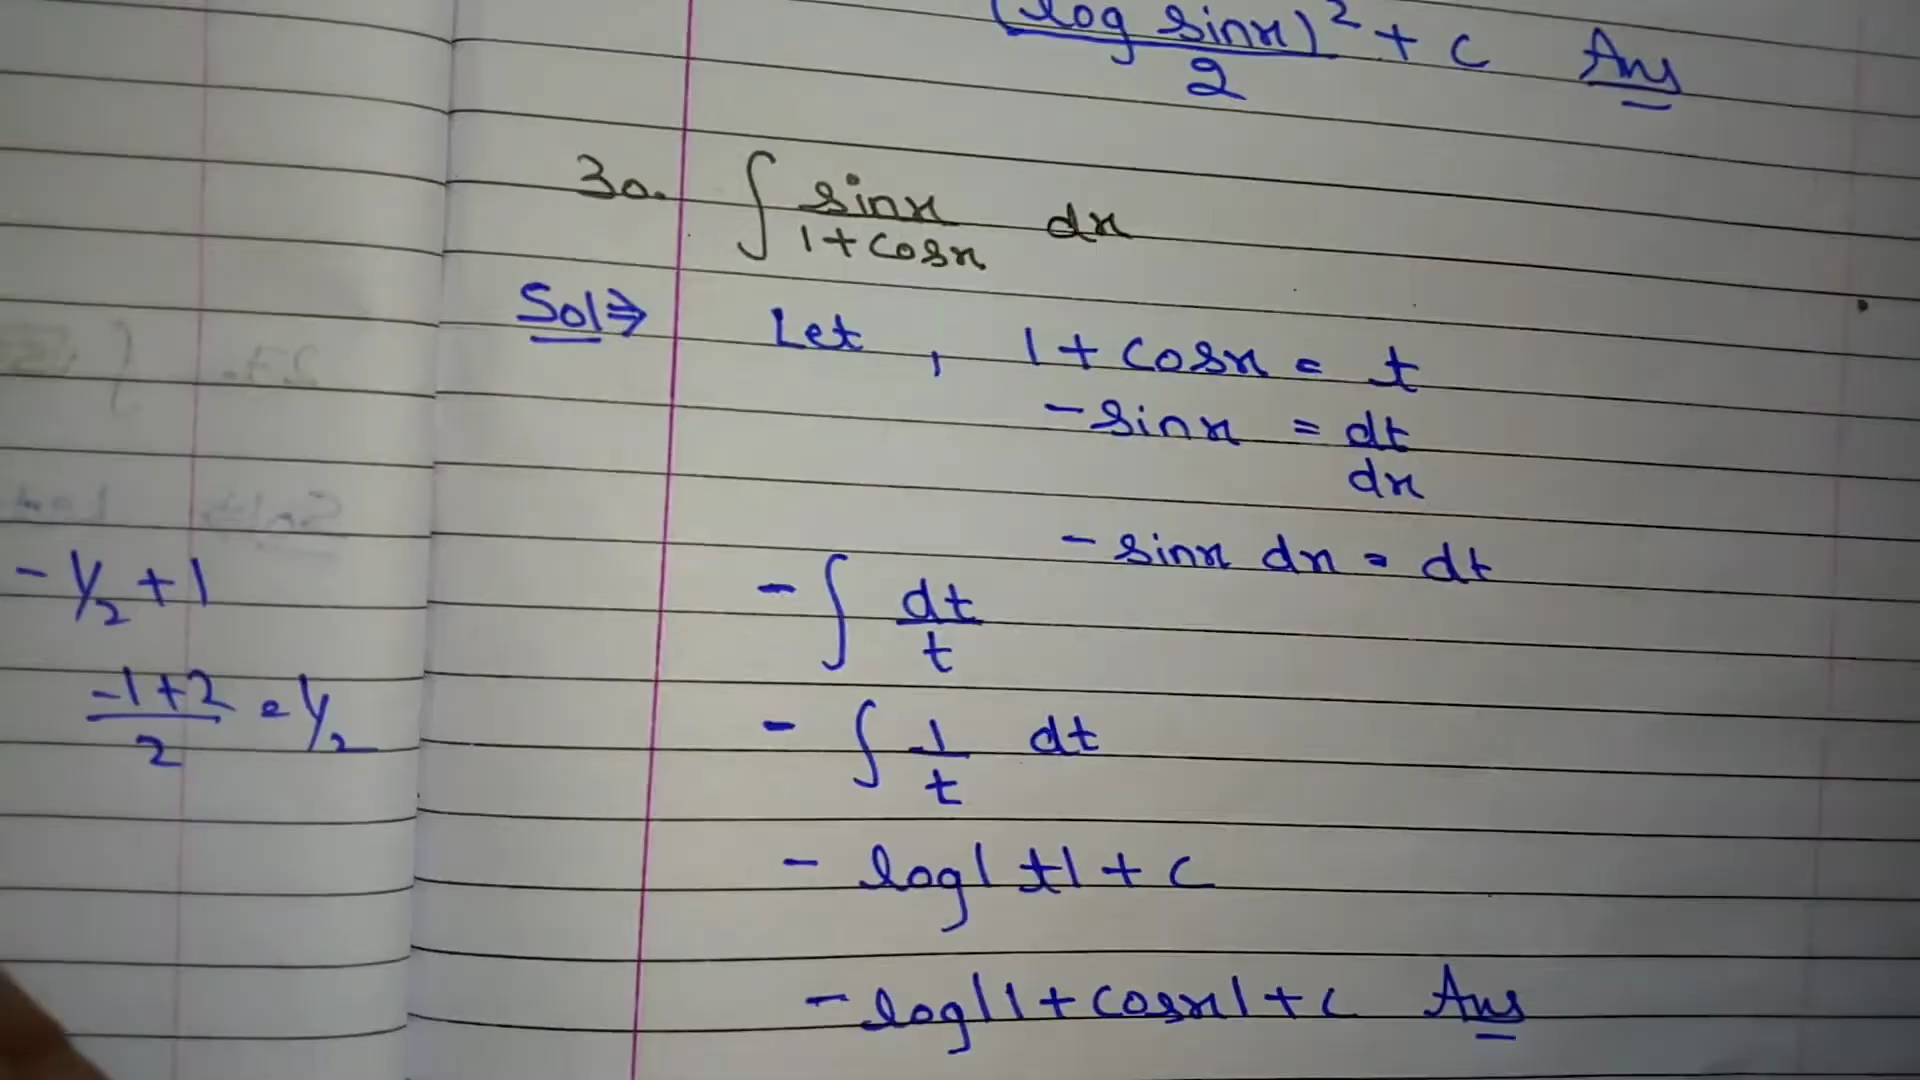 (log sinx)² + c Ans
2
30. ∫ sinx dx
1+cosx
Sol⇒ Let , 1+cosx = t
-sinx = dt
dx
-sinx dx = dt
- ∫ dt
t
- ∫ 1 dt
t
- log|t|+c
- log|1+cosx|+c Ans
-1/2+1
-1+2 = 1/2
2